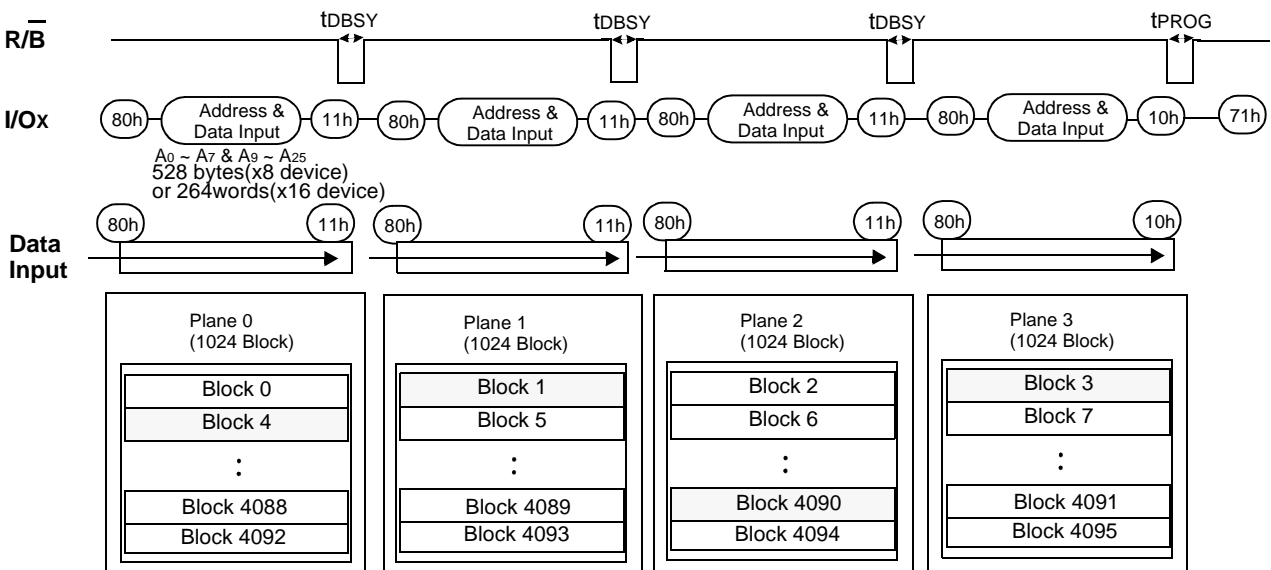 tDBSY tDBSY tDBSY tPROG
R/B
I/Ox 80h Address & Data Input 11h 80h Address & Data Input 11h 80h Address & Data Input 11h 80h Address & Data Input 10h 71h
A0 ~ A7 & A9 ~ A25
528 bytes(x8 device)
or 264words(x16 device)
80h 11h 80h 11h 80h 11h 80h 10h
Data
Input
Plane 0
(1024 Block)
Block 0
Block 4
:
Block 4088
Block 4092
Plane 1
(1024 Block)
Block 1
Block 5
:
Block 4089
Block 4093
Plane 2
(1024 Block)
Block 2
Block 6
:
Block 4090
Block 4094
Plane 3
(1024 Block)
Block 3
Block 7
:
Block 4091
Block 4095